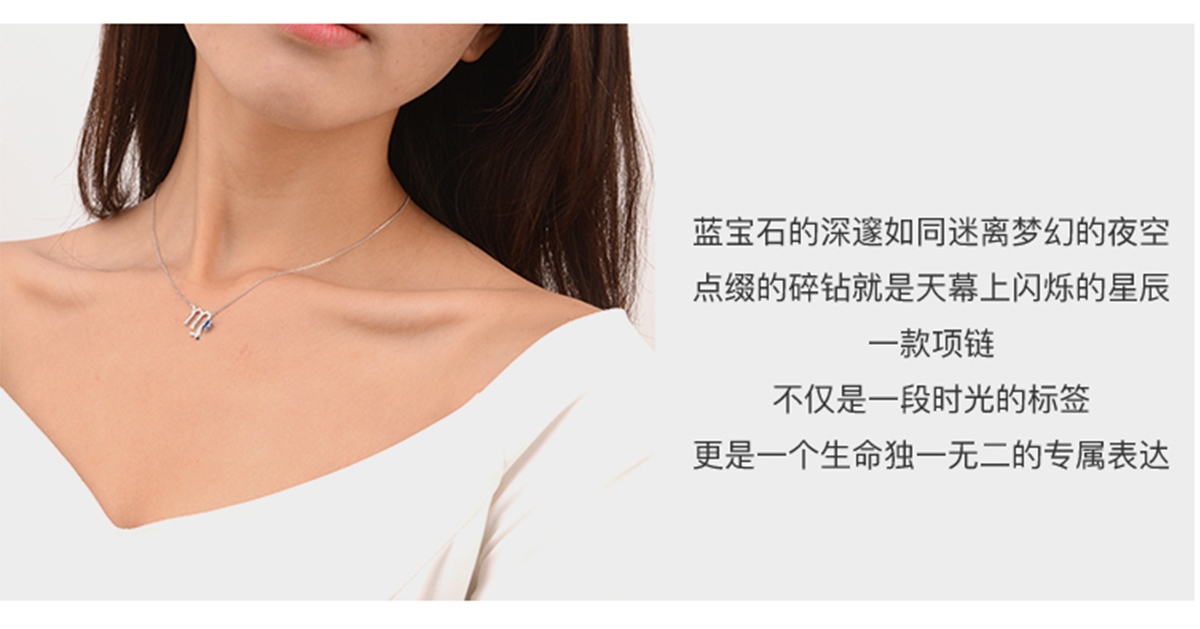 蓝宝石的深邃如同迷离梦幻的夜空
点缀的碎钻就是天幕上闪烁的星辰
一款项链
不仅是一段时光的标签
更是一个生命独一无二的专属表达